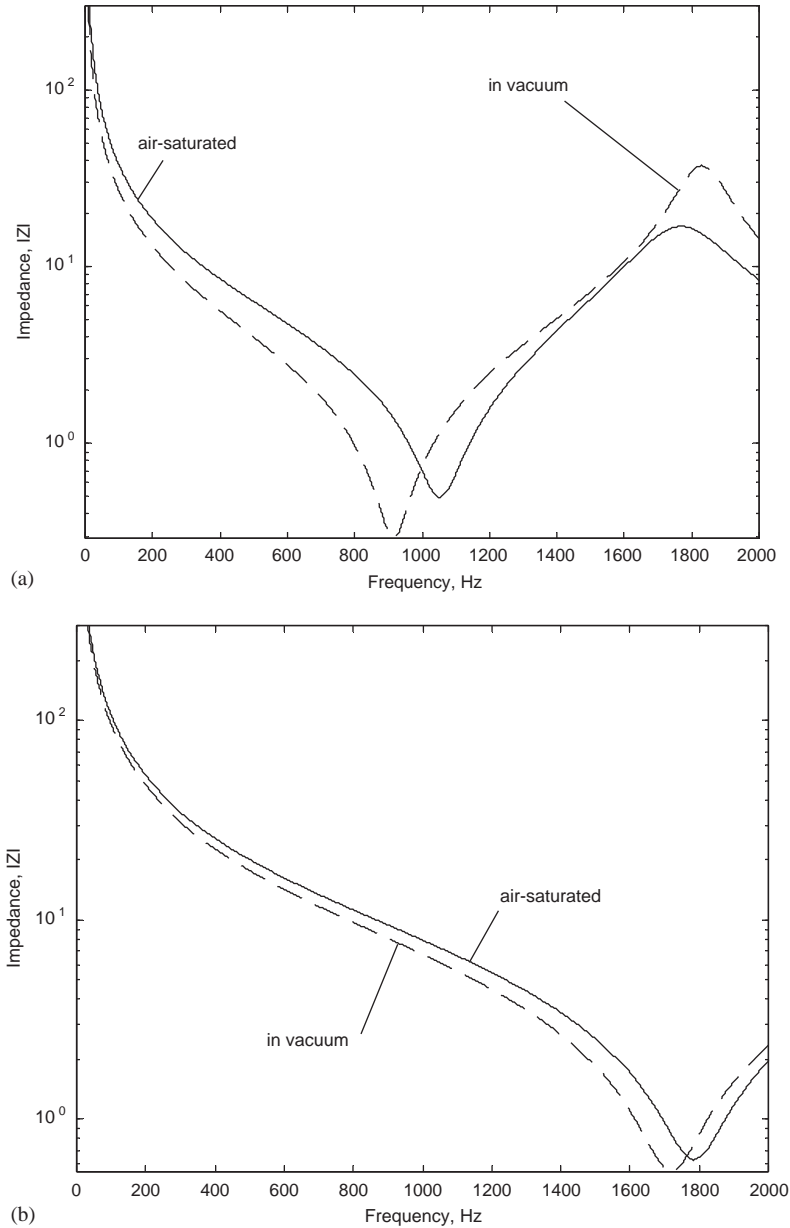 10 2
in vacuum
air-saturated
Impedance, IZI
10 1
10 0
0 200 400 600 800 1000 1200 1400 1600 1800 2000
(a)
Frequency, Hz
10 2
Impedance, IZI
air-saturated
10 1
in vacuum
10 0
0 200 400 600 800 1000 1200 1400 1600 1800 2000
(b)
Frequency, Hz